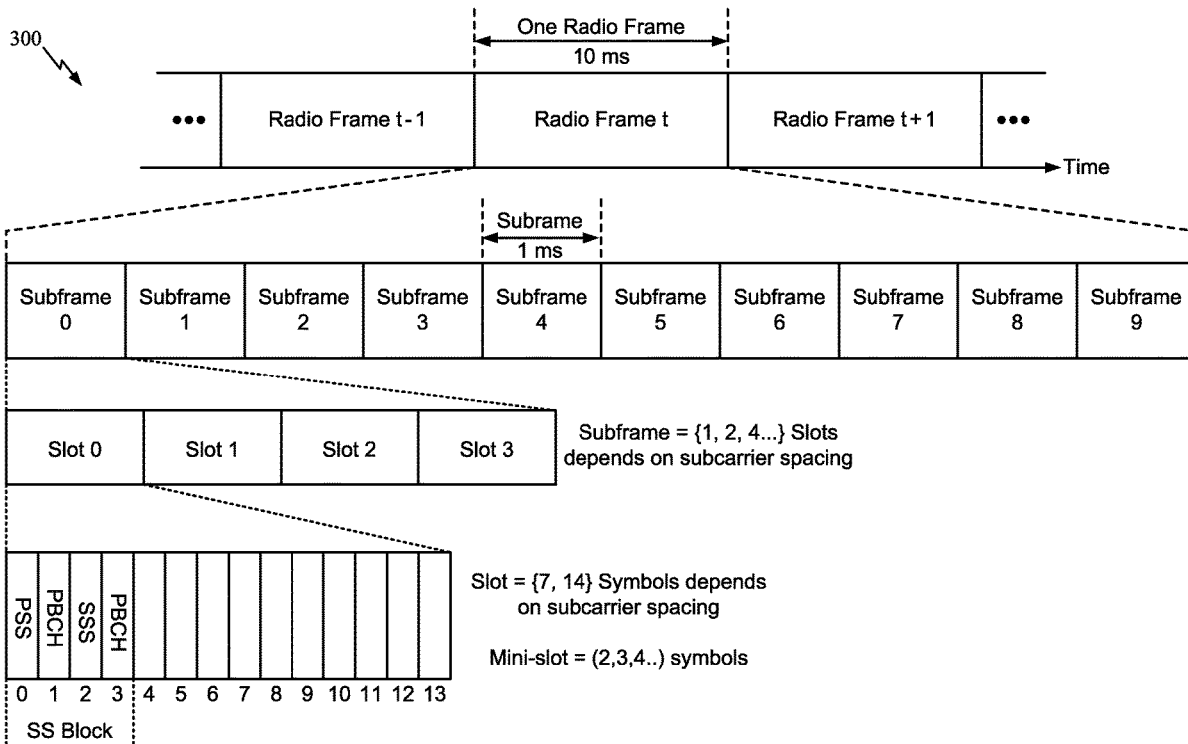 300
One Radio Frame
10 ms
••• Radio Frame t-1 Radio Frame t Radio Frame t+1 •••
Time
Subrame
1 ms
Subframe 0 Subframe 1 Subframe 2 Subframe 3 Subframe 4 Subframe 5 Subframe 6 Subframe 7 Subframe 8 Subframe 9
Slot 0 Slot 1 Slot 2 Slot 3
Subframe = {1, 2, 4...} Slots
depends on subcarrier spacing
PSS PBCH SSS PBCH
Slot = {7, 14} Symbols depends
on subcarrier spacing
Mini-slot = (2,3,4..) symbols
0 1 2 3 4 5 6 7 8 9 10 11 12 13
SS Block